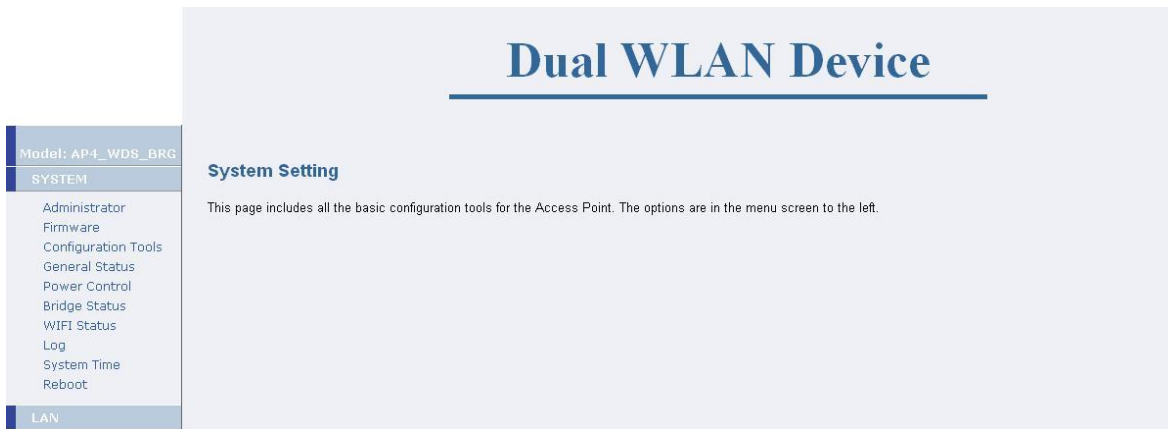 Dual WLAN Device
Model: AP4_WDS_BRG
SYSTEM
Administrator
Firmware
Configuration Tools
General Status
Power Control
Bridge Status
WIFI Status
Log
System Time
Reboot
LAN
System Setting
This page includes all the basic configuration tools for the Access Point. The options are in the menu screen to the left.